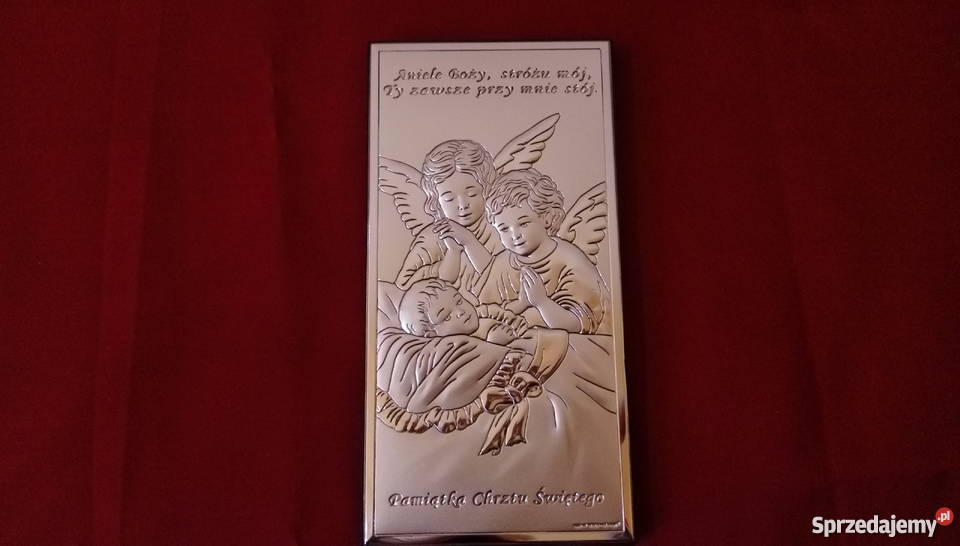 Aniele Boży, stróżu mój,
Ty zawsze przy mnie stój.
Pamiątka Chrztu Świętego
Sprzedajemy.pl